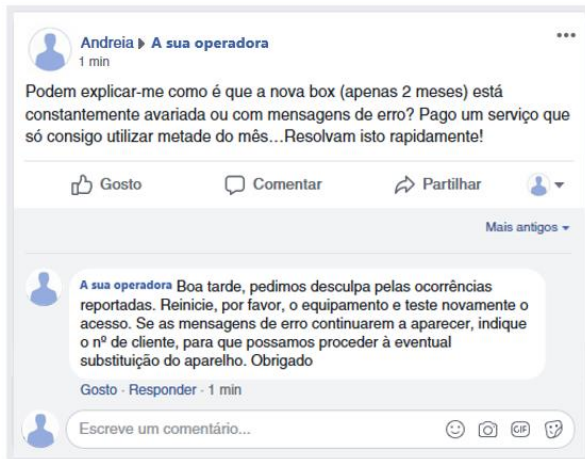 Andreia A sua operadora
1 min
Podem explicar-me como é que a nova box (apenas 2 meses) está
constantemente avariada ou com mensagens de erro? Pago um serviço que
só consigo utilizar metade do mês...Resolvam isto rapidamente!
Gosto Comentar Partilhar
Mais antigos
A sua operadora Boa tarde, pedimos desculpa pelas ocorrências
reportadas. Reinicie, por favor, o equipamento e teste novamente o
acesso. Se as mensagens de erro continuarem a aparecer, indique
o nº de cliente, para que possamos proceder à eventual
substituição do aparelho. Obrigado
Gosto · Responder · 1 min
Escreve um comentário... GIF